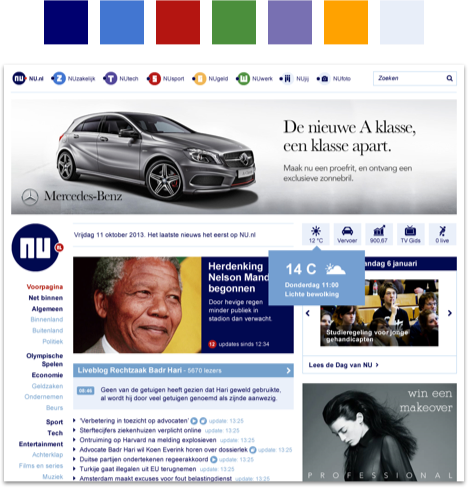 NU.nl
NUzakelijk
NUtech
NUsport
NUgeld
NUwerk
NUjij
NUfoto
Zoeken
De nieuwe A klasse,
een klasse apart.
Maak nu een proefrit, en ontvang een
exclusieve zonnebril.
Mercedes-Benz
nu
Vrijdag 11 oktober 2013. Het laatste nieuws het eerst op NU.nl
12 °C
Vervoer
900,67
TV Gids
0 live
14 C
Donderdag 11:00
Lichte bewolking
andag 6 januari
Voorpagina
Net binnen
Algemeen
Binnenland
Buitenland
Politiek
Olympische
Spelen
Economie
Geldzaken
Ondernemen
Beurs
Sport
Tech
Entertainment
Achterklap
Films en series
Muziek
Herdenking
Nelson Mand
begonnen
Door hevige regen
minder publiek in
stadion dan verwacht.
12 updates sinds 12:34
Liveblog Rechtzaak Badr Hari - 5670 lezers
Geen van de getuigen heeft gezien dat Hari geweld gebruikte,
al wordt hij door veel getuigen genoemd als zijnde aanwezig.
'Verbetering in toezicht op advocaten' update: 13:25
Sterftecijfers ziekenhuizen verplicht online update: 13:25
Ontruiming op Harvard na melding explosieven update: 13:25
Advocate Badr Hari wil Koen Everink horen over dossierlek update: 13:25
Duitse partijen ondertekenen regeerakkoord update: 13:25
Turkije gaat illegalen uit EU terugnemen update: 13:25
Amsterdam maakt excuses voor fout belastingdienst update: 13:25
Studieregeling voor jonge
gehandicapten
Lees de Dag van NU
win een
makeover
PROFESSIONAL